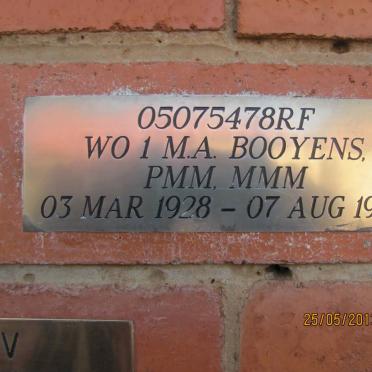 05075478RF
WO 1 M.A. BOOYENS,
PMM, MMM
03 MAR 1928 – 07 AUG 19
V
25/05/201